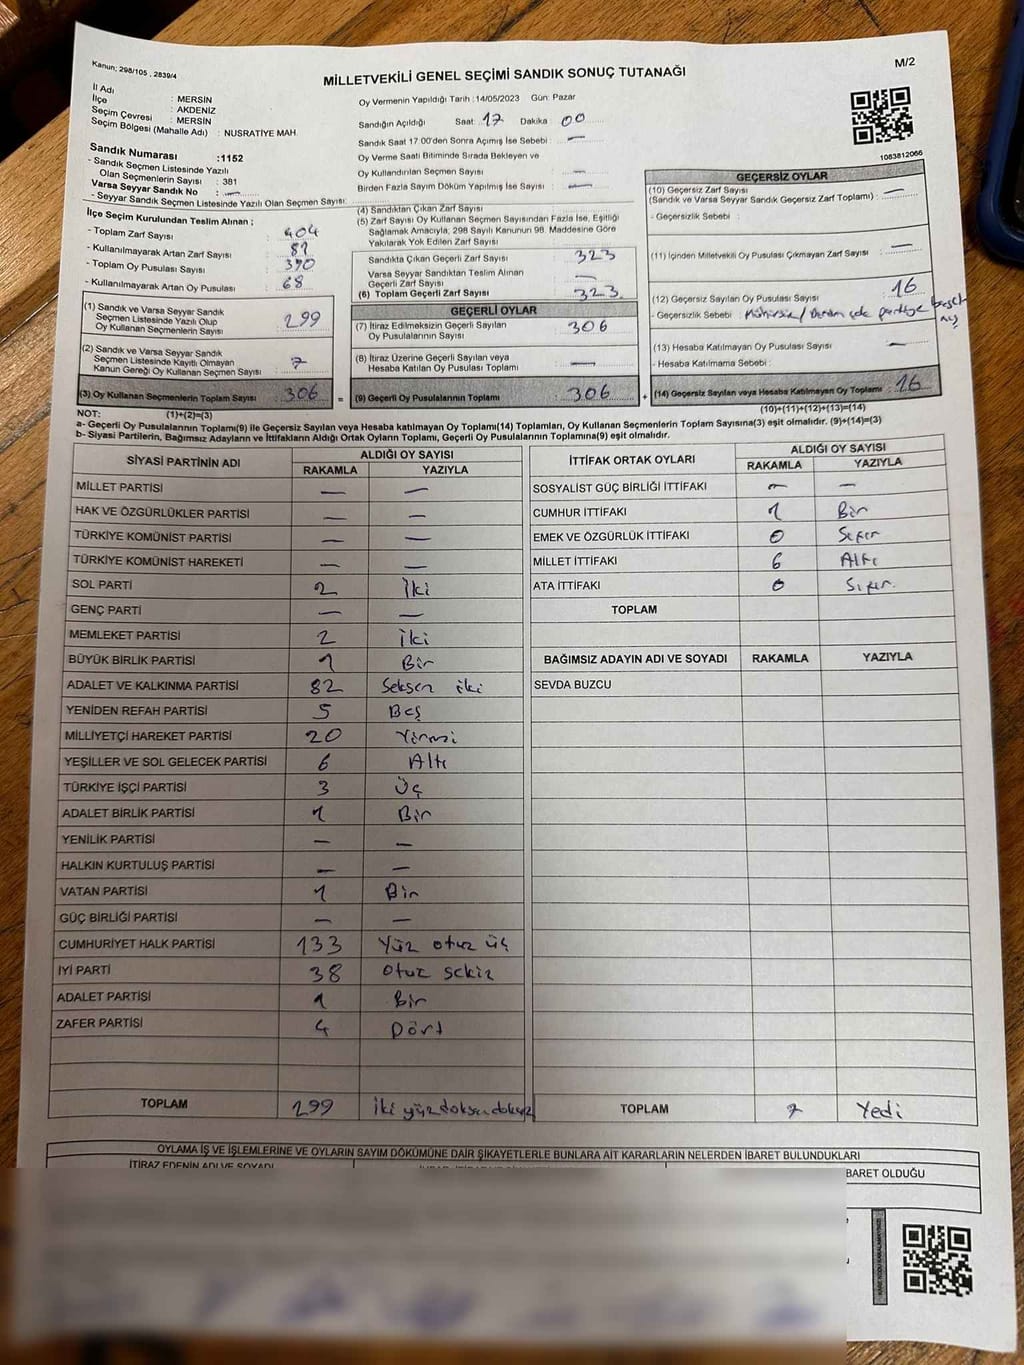 Kanun; 298/105 , 2839/4
MİLLETVEKİLİ GENEL SEÇİMİ SANDIK SONUÇ TUTANAĞI
M/2
İl Adı : MERSİN
İlçe : AKDENİZ
Seçim Çevresi : MERSİN
Seçim Bölgesi (Mahalle Adı) : NUSRATİYE MAH.
Sandık Numarası :1152
- Sandık Seçmen Listesinde Yazılı
Olan Seçmenlerin Sayısı : 381
Varsa Seyyar Sandık No : —
- Seyyar Sandık Seçmen Listesinde Yazılı Olan Seçmen Sayısı:
Oy Vermenin Yapıldığı Tarih :14/05/2023 Gün: Pazar
Sandığın Açıldığı Saat: 17 Dakika 00
Sandık Saat 17.00'den Sonra Açımış İse Sebebi : —
Oy Verme Saati Bitiminde Sırada Bekleyen ve
Oy Kullandırılan Seçmen Sayısı : —
Birden Fazla Sayım Döküm Yapılmış İse Sayısı : —
1083812066
İlçe Seçim Kurulundan Teslim Alınan ;
- Toplam Zarf Sayısı : 404
- Kullanılmayarak Artan Zarf Sayısı : 81
- Toplam Oy Pusulası Sayısı : 390
- Kullanılmayarak Artan Oy Pusulası : 68
(1) Sandık ve Varsa Seyyar Sandık
Seçmen Listesinde Yazılı Olup
Oy Kullanan Seçmenlerin Sayısı : 299
(2) Sandık ve Varsa Seyyar Sandık
Seçmen Listesinde Kayıtlı Olmayan
Kanun Gereği Oy Kullanan Seçmen Sayısı : 7
(3) Oy Kullanan Seçmenlerin Toplam Sayısı : 306
(4) Sandıktan Çıkan Zarf Sayısı :
(5) Zarf Sayısı Oy Kullanan Seçmen Sayısından Fazla İse, Eşitliği
Sağlamak Amacıyla, 298 Sayılı Kanunun 98. Maddesine Göre
Yakılarak Yok Edilen Zarf Sayısı :
Sandıkta Çıkan Geçerli Zarf Sayısı : 323
Varsa Seyyar Sandıktan Teslim Alınan
Geçerli Zarf Sayısı : —
(6) Toplam Geçerli Zarf Sayısı : 323
GEÇERLİ OYLAR
(7) İtiraz Edilmeksizin Geçerli Sayılan
Oy Pusulalarının Sayısı : 306
(8) İtiraz Üzerine Geçerli Sayılan veya
Hesaba Katılan Oy Pusulası Toplamı : —
= (9) Geçerli Oy Pusulalarının Toplamı : 306 +
GEÇERSİZ OYLAR
(10) Geçersiz Zarf Sayısı
(Sandık ve Varsa Seyyar Sandık Geçersiz Zarf Toplamı) : —
- Geçersizlik Sebebi :
(11) İçinden Milletvekili Oy Pusulası Çıkmayan Zarf Sayısı : —
(12) Geçersiz Sayılan Oy Pusulası Sayısı : 16
- Geçersizlik Sebebi :
(13) Hesaba Katılmayan Oy Pusulası Sayısı : —
- Hesaba Katılmama Sebebi :
(14) Geçersiz Sayılan veya Hesaba Katılmayan Oy Toplamı : 16
NOT: (1)+(2)=(3) (10)+(11)+(12)+(13)=(14)
a- Geçerli Oy Pusulalarının Toplamı(9) ile Geçersiz Sayılan veya Hesaba katılmayan Oy Toplamı(14) Toplamları, Oy Kullanan Seçmenlerin Toplam Sayısına(3) eşit olmalıdır. (9)+(14)=(3)
b- Siyasi Partilerin, Bağımsız Adayların ve İttifakların Aldığı Ortak Oyların Toplamı, Geçerli Oy Pusulalarının Toplamına(9) eşit olmalıdır.
SİYASİ PARTİNİN ADI ALDIĞI OY SAYISI
RAKAMLA YAZIYLA
MİLLET PARTİSİ — —
HAK VE ÖZGÜRLÜKLER PARTİSİ — —
TÜRKİYE KOMÜNİST PARTİSİ — —
TÜRKİYE KOMÜNİST HAREKETİ — —
SOL PARTİ 2 İki
GENÇ PARTİ — —
MEMLEKET PARTİSİ 2 İki
BÜYÜK BİRLİK PARTİSİ 1 Bir
ADALET VE KALKINMA PARTİSİ 82 Seksen iki
YENİDEN REFAH PARTİSİ 5 Beş
MİLLİYETÇİ HAREKET PARTİSİ 20 Yirmi
YEŞİLLER VE SOL GELECEK PARTİSİ 6 Altı
TÜRKİYE İŞÇİ PARTİSİ 3 Üç
ADALET BİRLİK PARTİSİ 1 Bir
YENİLİK PARTİSİ — —
HALKIN KURTULUŞ PARTİSİ — —
VATAN PARTİSİ 1 Bir
GÜÇ BİRLİĞİ PARTİSİ — —
CUMHURİYET HALK PARTİSİ 133 Yüz otuz üç
İYİ PARTİ 38 Otuz sekiz
ADALET PARTİSİ 1 Bir
ZAFER PARTİSİ 4 Dört
TOPLAM 299 İki yüz doksan dokuz
İTTİFAK ORTAK OYLARI ALDIĞI OY SAYISI
RAKAMLA YAZIYLA
SOSYALİST GÜÇ BİRLİĞİ İTTİFAKI — —
CUMHUR İTTİFAKI 1 Bir
EMEK VE ÖZGÜRLÜK İTTİFAKI 0 Sıfır
MİLLET İTTİFAKI 6 Altı
ATA İTTİFAKI 0 Sıfır.
TOPLAM
BAĞIMSIZ ADAYIN ADI VE SOYADI RAKAMLA YAZIYLA
SEVDA BUZCU
TOPLAM 7 Yedi
OYLAMA İŞ VE İŞLEMLERİNE VE OYLARIN SAYIM DÖKÜMÜNE DAİR ŞİKAYETLERLE BUNLARA AİT KARARLARIN NELERDEN İBARET BULUNDUKLARI
İTİRAZ EDENİN ADI VE SOYADI
BARET OLDUĞU